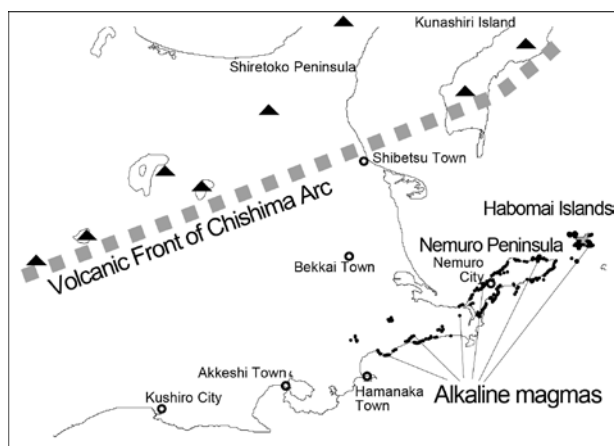 Kunashiri Island
Shiretoko Peninsula
Shibetsu Town
Volcanic Front of Chishima Arc
Habomai Islands
Nemuro Peninsula
Nemuro
City
Bekkai Town
Akkeshi Town
Kushiro City
Hamanaka
Town
Alkaline magmas